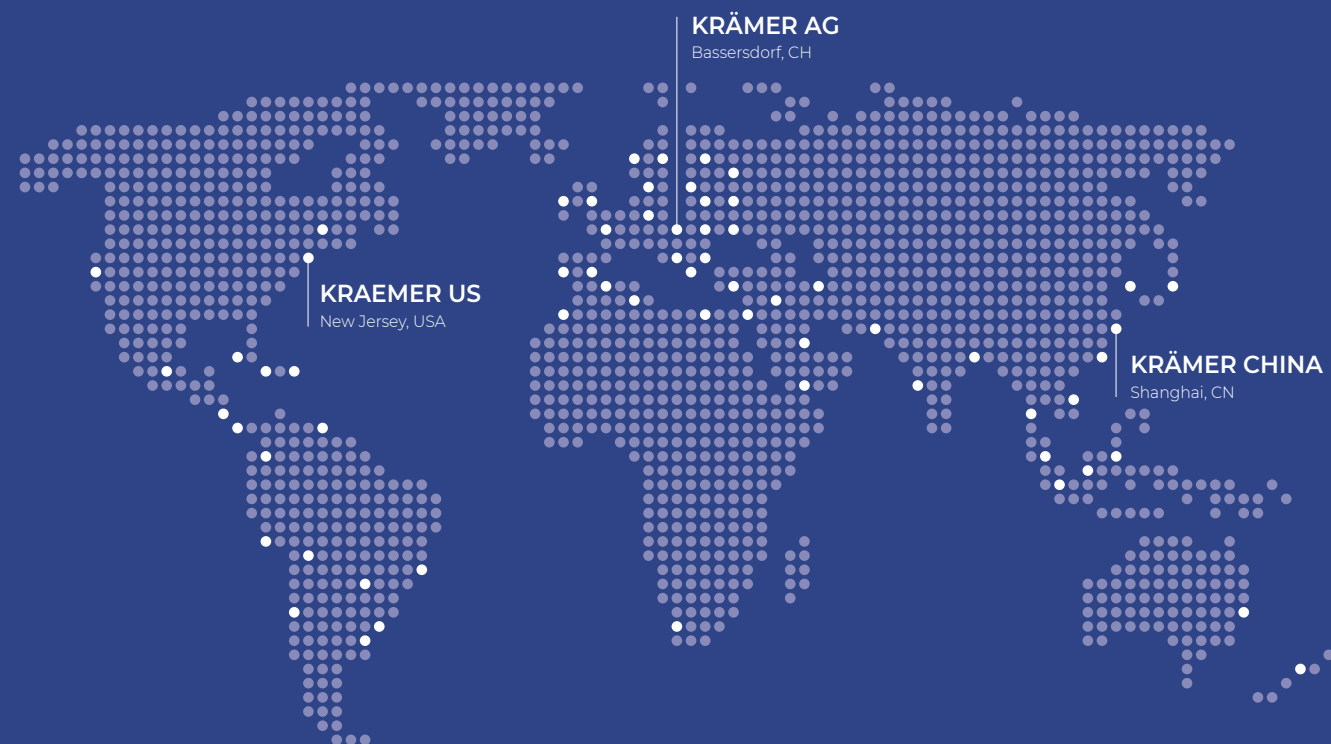 KRÄMER AG
Bassersdorf, CH
KRAEMER US
New Jersey, USA
KRÄMER CHINA
Shanghai, CN